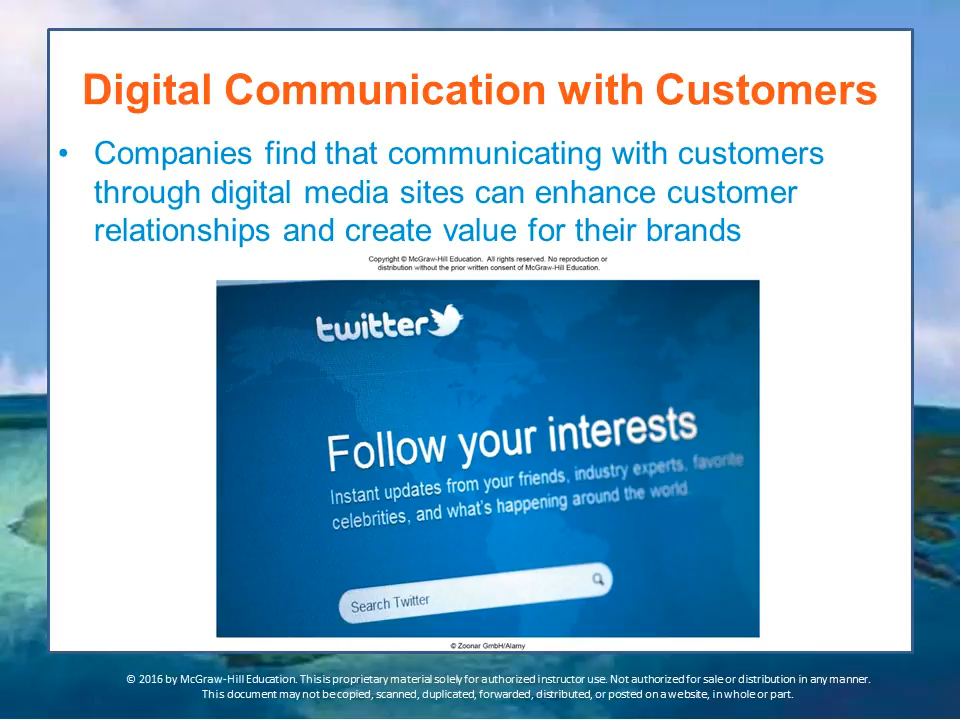 Digital Communication with Customers
• Companies find that communicating with customers
through digital media sites can enhance customer
relationships and create value for their brands
Copyright © McGraw-Hill Education. All rights reserved. No reproduction or
distribution without the prior written consent of McGraw-Hill Education.
twitter
Follow your interests
Instant updates from your friends, industry experts, favorite
celebrities, and what's happening around the world.
Search Twitter
© Zoonar GmbH/Alamy
© 2016 by McGraw-Hill Education. This is proprietary material solely for authorized instructor use. Not authorized for sale or distribution in any manner.
This document may not be copied, scanned, duplicated, forwarded, distributed, or posted on a website, in whole or part.